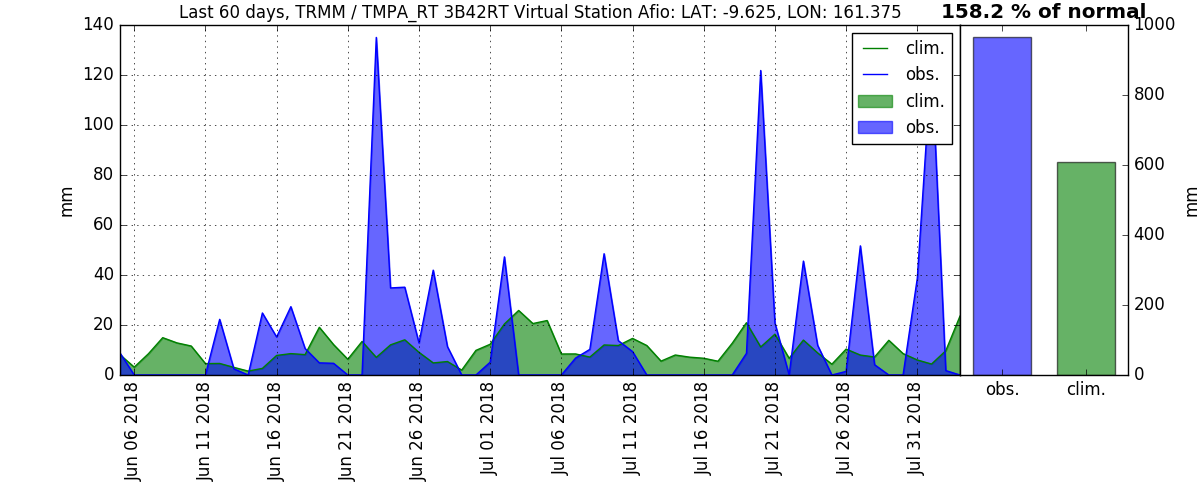 Last 60 days, TRMM / TMPA_RT 3B42RT Virtual Station Afio: LAT: -9.625, LON: 161.375
158.2 % of normal
140
120
100
80
60
40
20
0
mm
clim.
obs.
clim.
obs.
Jun 06 2018
Jun 11 2018
Jun 16 2018
Jun 21 2018
Jun 26 2018
Jul 01 2018
Jul 06 2018
Jul 11 2018
Jul 16 2018
Jul 21 2018
Jul 26 2018
Jul 31 2018
1000
800
600
400
200
0
mm
obs.
clim.